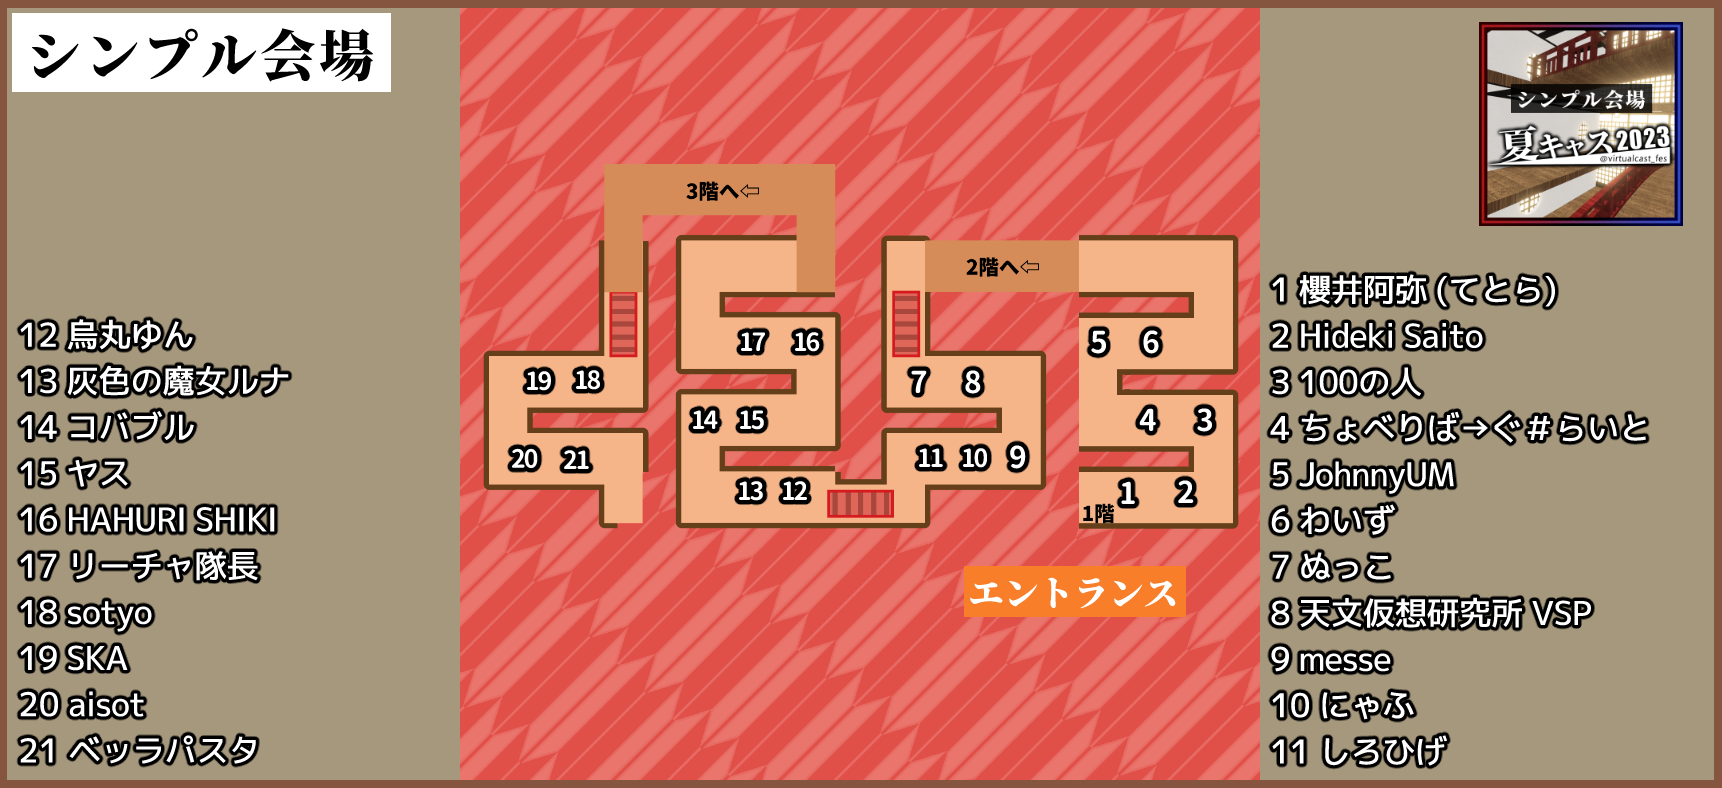 シンプル会場
シンプル会場
夏キャス2023
@virtualcast_fes
3階へ⇦
2階へ⇦
17 16
5 6
19 18
7 8
14 15
4 3
20 21
11 10 9
13 12
1 2
1階
エントランス
12 烏丸ゆん
13 灰色の魔女ルナ
14 コバブル
15 ヤス
16 HAHURI SHIKI
17 リーチャ隊長
18 sotyo
19 SKA
20 aisot
21 ベッラパスタ
1 櫻井阿弥 (てとら)
2 Hideki Saito
3 100の人
4 ちょべりば→ぐ#らいと
5 JohnnyUM
6 わいず
7 ぬっこ
8 天文仮想研究所 VSP
9 messe
10 にゃふ
11 しろひげ